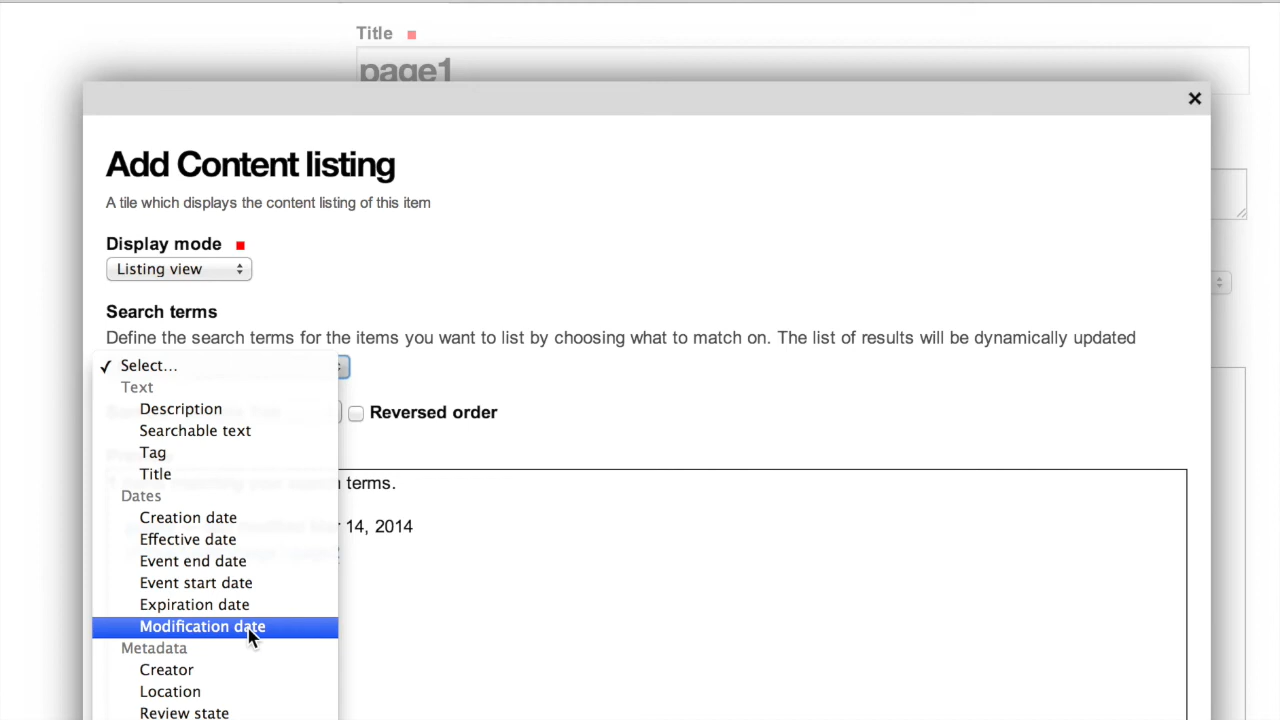 Title
page1
Add Content listing
A tile which displays the content listing of this item
Display mode
Listing view
Search terms
Define the search terms for the items you want to list by choosing what to match on. The list of results will be dynamically updated
✓ Select...
Text
Description
Searchable text
Tag
Title
Dates
Creation date
Effective date
Event end date
Event start date
Expiration date
Modification date
Metadata
Creator
Location
Review state
Reversed order
terms.
14, 2014